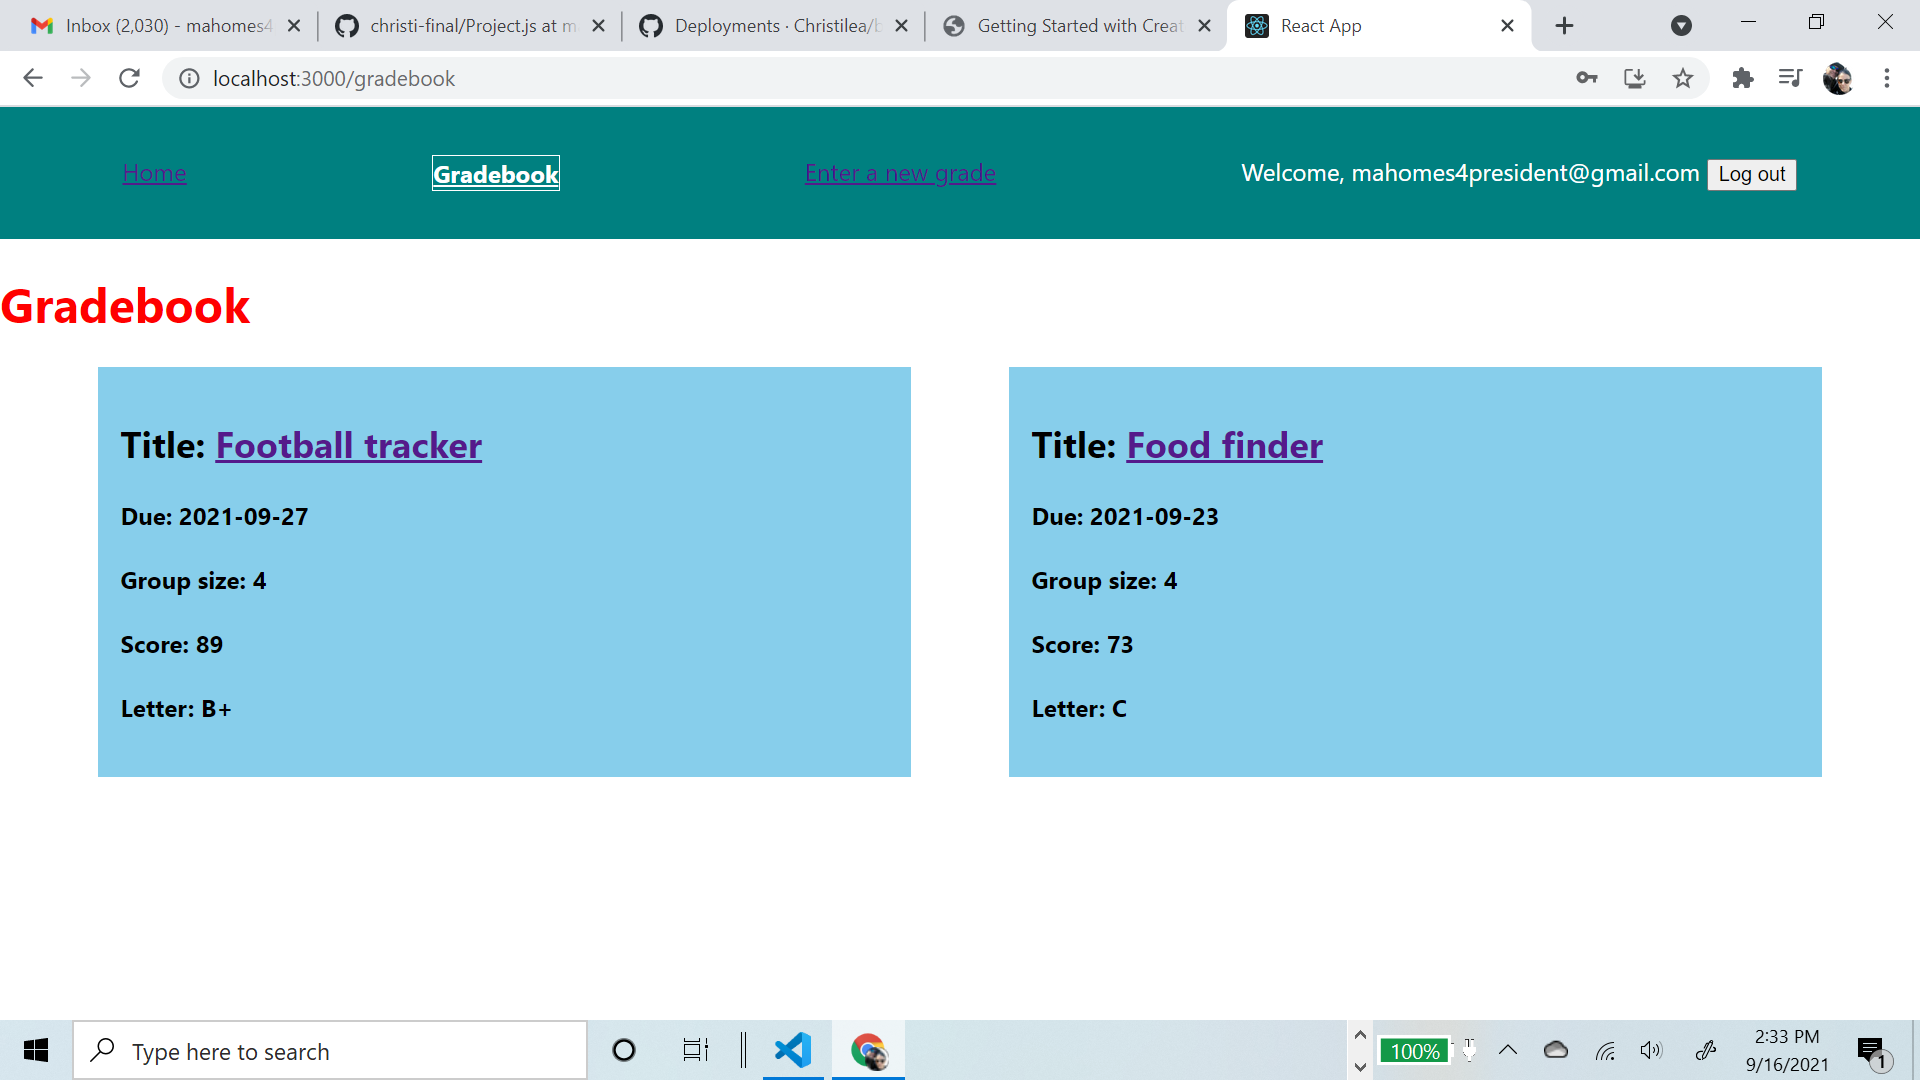 Inbox (2,030) - mahomes4
christi-final/Project.js at m
Deployments · Christilea/b
Getting Started with Creat
React App
localhost:3000/gradebook
Home
Gradebook
Enter a new grade
Welcome, mahomes4president@gmail.com Log out
Gradebook
Title: Football tracker
Due: 2021-09-27
Group size: 4
Score: 89
Letter: B+
Title: Food finder
Due: 2021-09-23
Group size: 4
Score: 73
Letter: C
Type here to search
100%
2:33 PM
9/16/2021
1